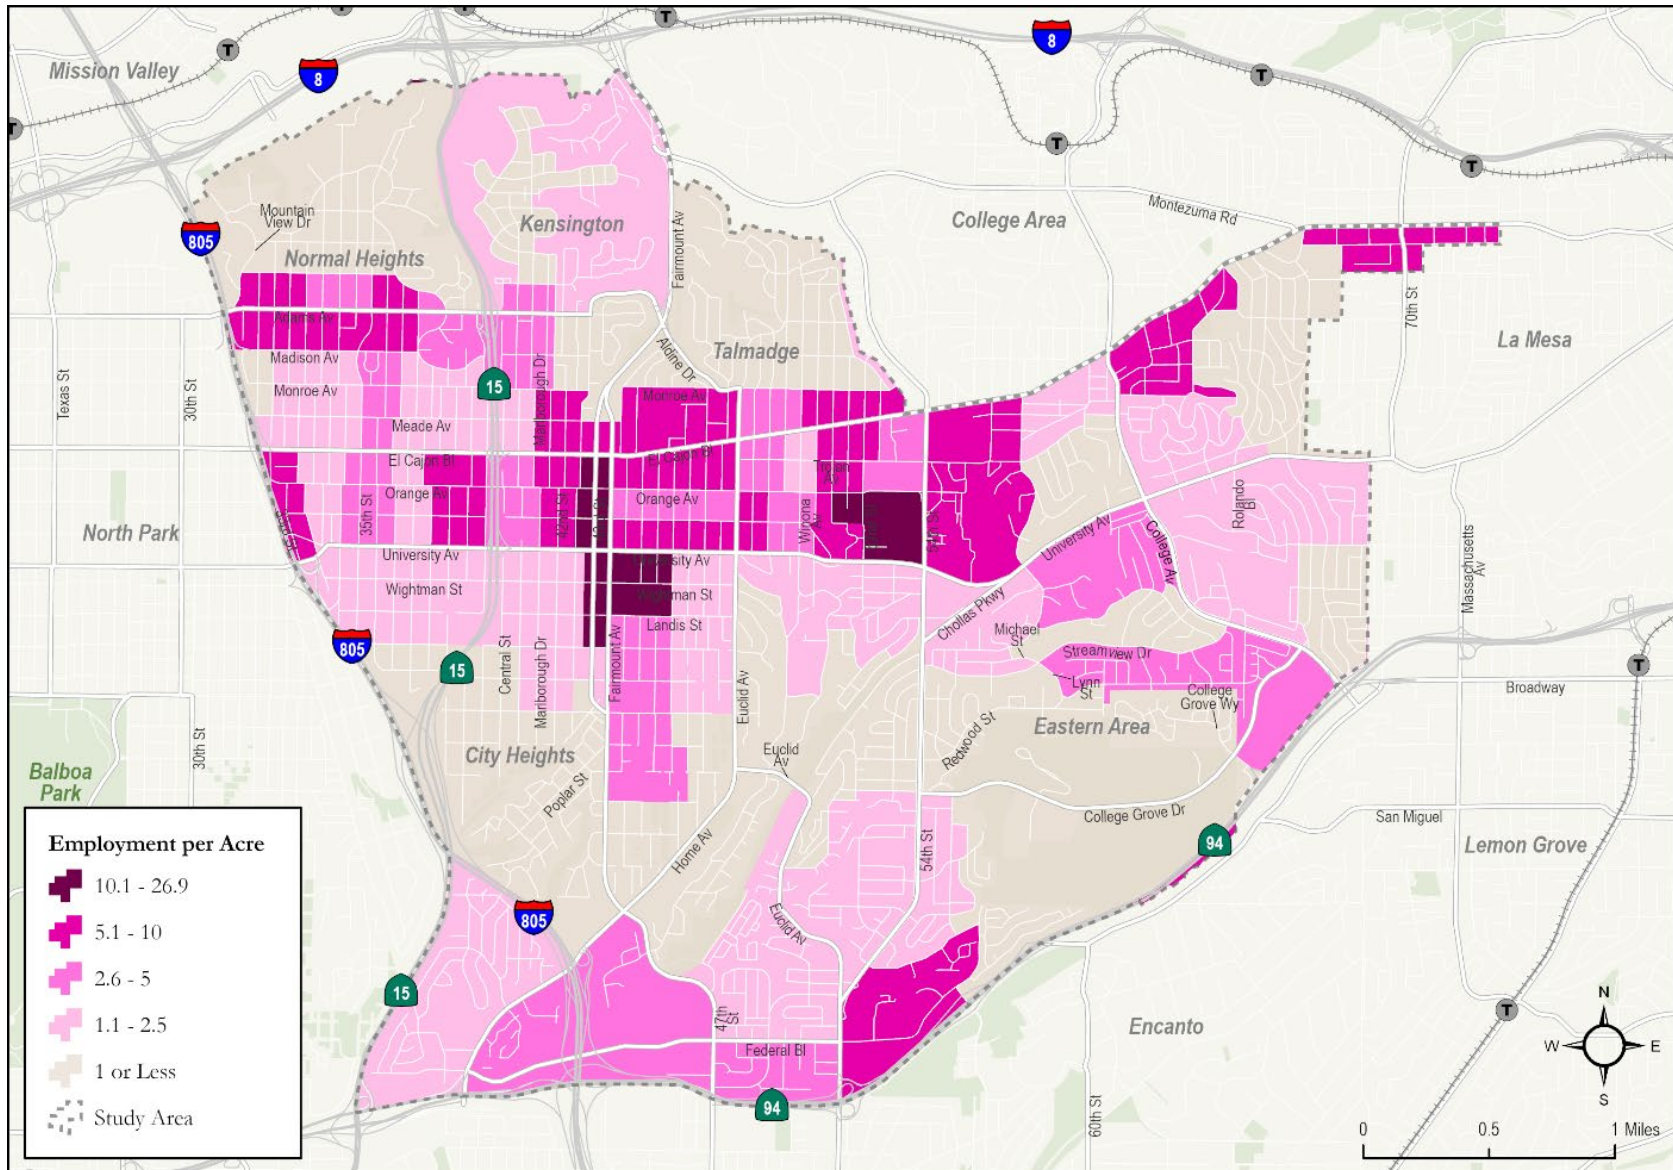 T
T
T
8
8
Mission Valley
T
T
T
T
T
Mountain
View Dr
805
Normal Heights
Kensington
Fairmount Av
College Area
Montezuma Rd
70th St
La Mesa
Texas St
30th St
Adams Av
Madison Av
Monroe Av
15
Marlborough Dr
Aldine Dr
Talmadge
Monroe Av
Meade Av
El Cajon Bl
El Cajon Bl
Trojan
Av
Orange Av
Orange Av
North Park
35th St
42nd St
Winona
Av
54th St
University Av
College Av
Rolando
Bl
Massachusetts
Av
University Av
University Av
Wightman St
Wightman St
Landis St
Chollas Pkwy
Michael
St
Streamview Dr
Lynn
St
College
Grove Wy
805
15
Central St
Marlborough Dr
Fairmount Av
Euclid Av
Redwood St
Eastern Area
T
Broadway
30th St
City Heights
Poplar St
Euclid
Av
Home Av
54th St
College Grove Dr
San Miguel
94
Lemon Grove
Balboa
Park
805
Euclid Av
15
47th
St
Federal Bl
94
Encanto
60th St
T
Employment per Acre
10.1 - 26.9
5.1 - 10
2.6 - 5
1.1 - 2.5
1 or Less
Study Area
N
W
E
S
0
0.5
1 Miles